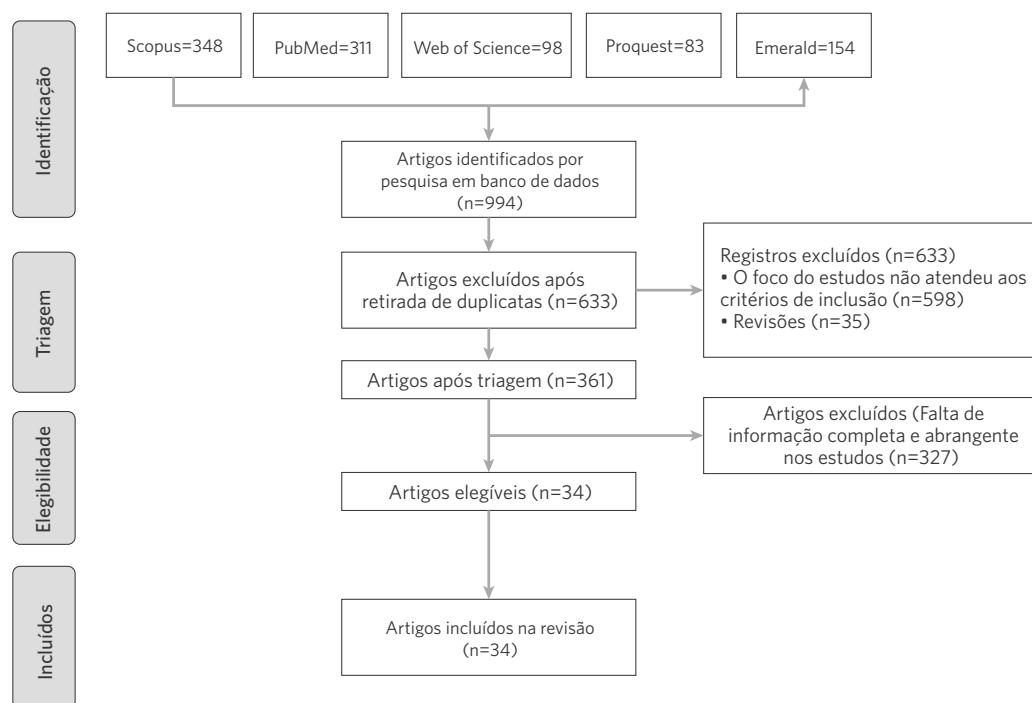 Identificação
Scopus=348
PubMed=311
Web of Science=98
Proquest=83
Emerald=154
Artigos identificados por
pesquisa em banco de dados
(n=994)
Triagem
Artigos excluídos após
retirada de duplicatas (n=633)
Registros excluídos (n=633)
• O foco do estudos não atendeu aos
critérios de inclusão (n=598)
• Revisões (n=35)
Artigos após triagem (n=361)
Elegibilidade
Artigos excluídos (Falta de
informação completa e abrangente
nos estudos (n=327)
Artigos elegíveis (n=34)
Incluídos
Artigos incluídos na revisão
(n=34)